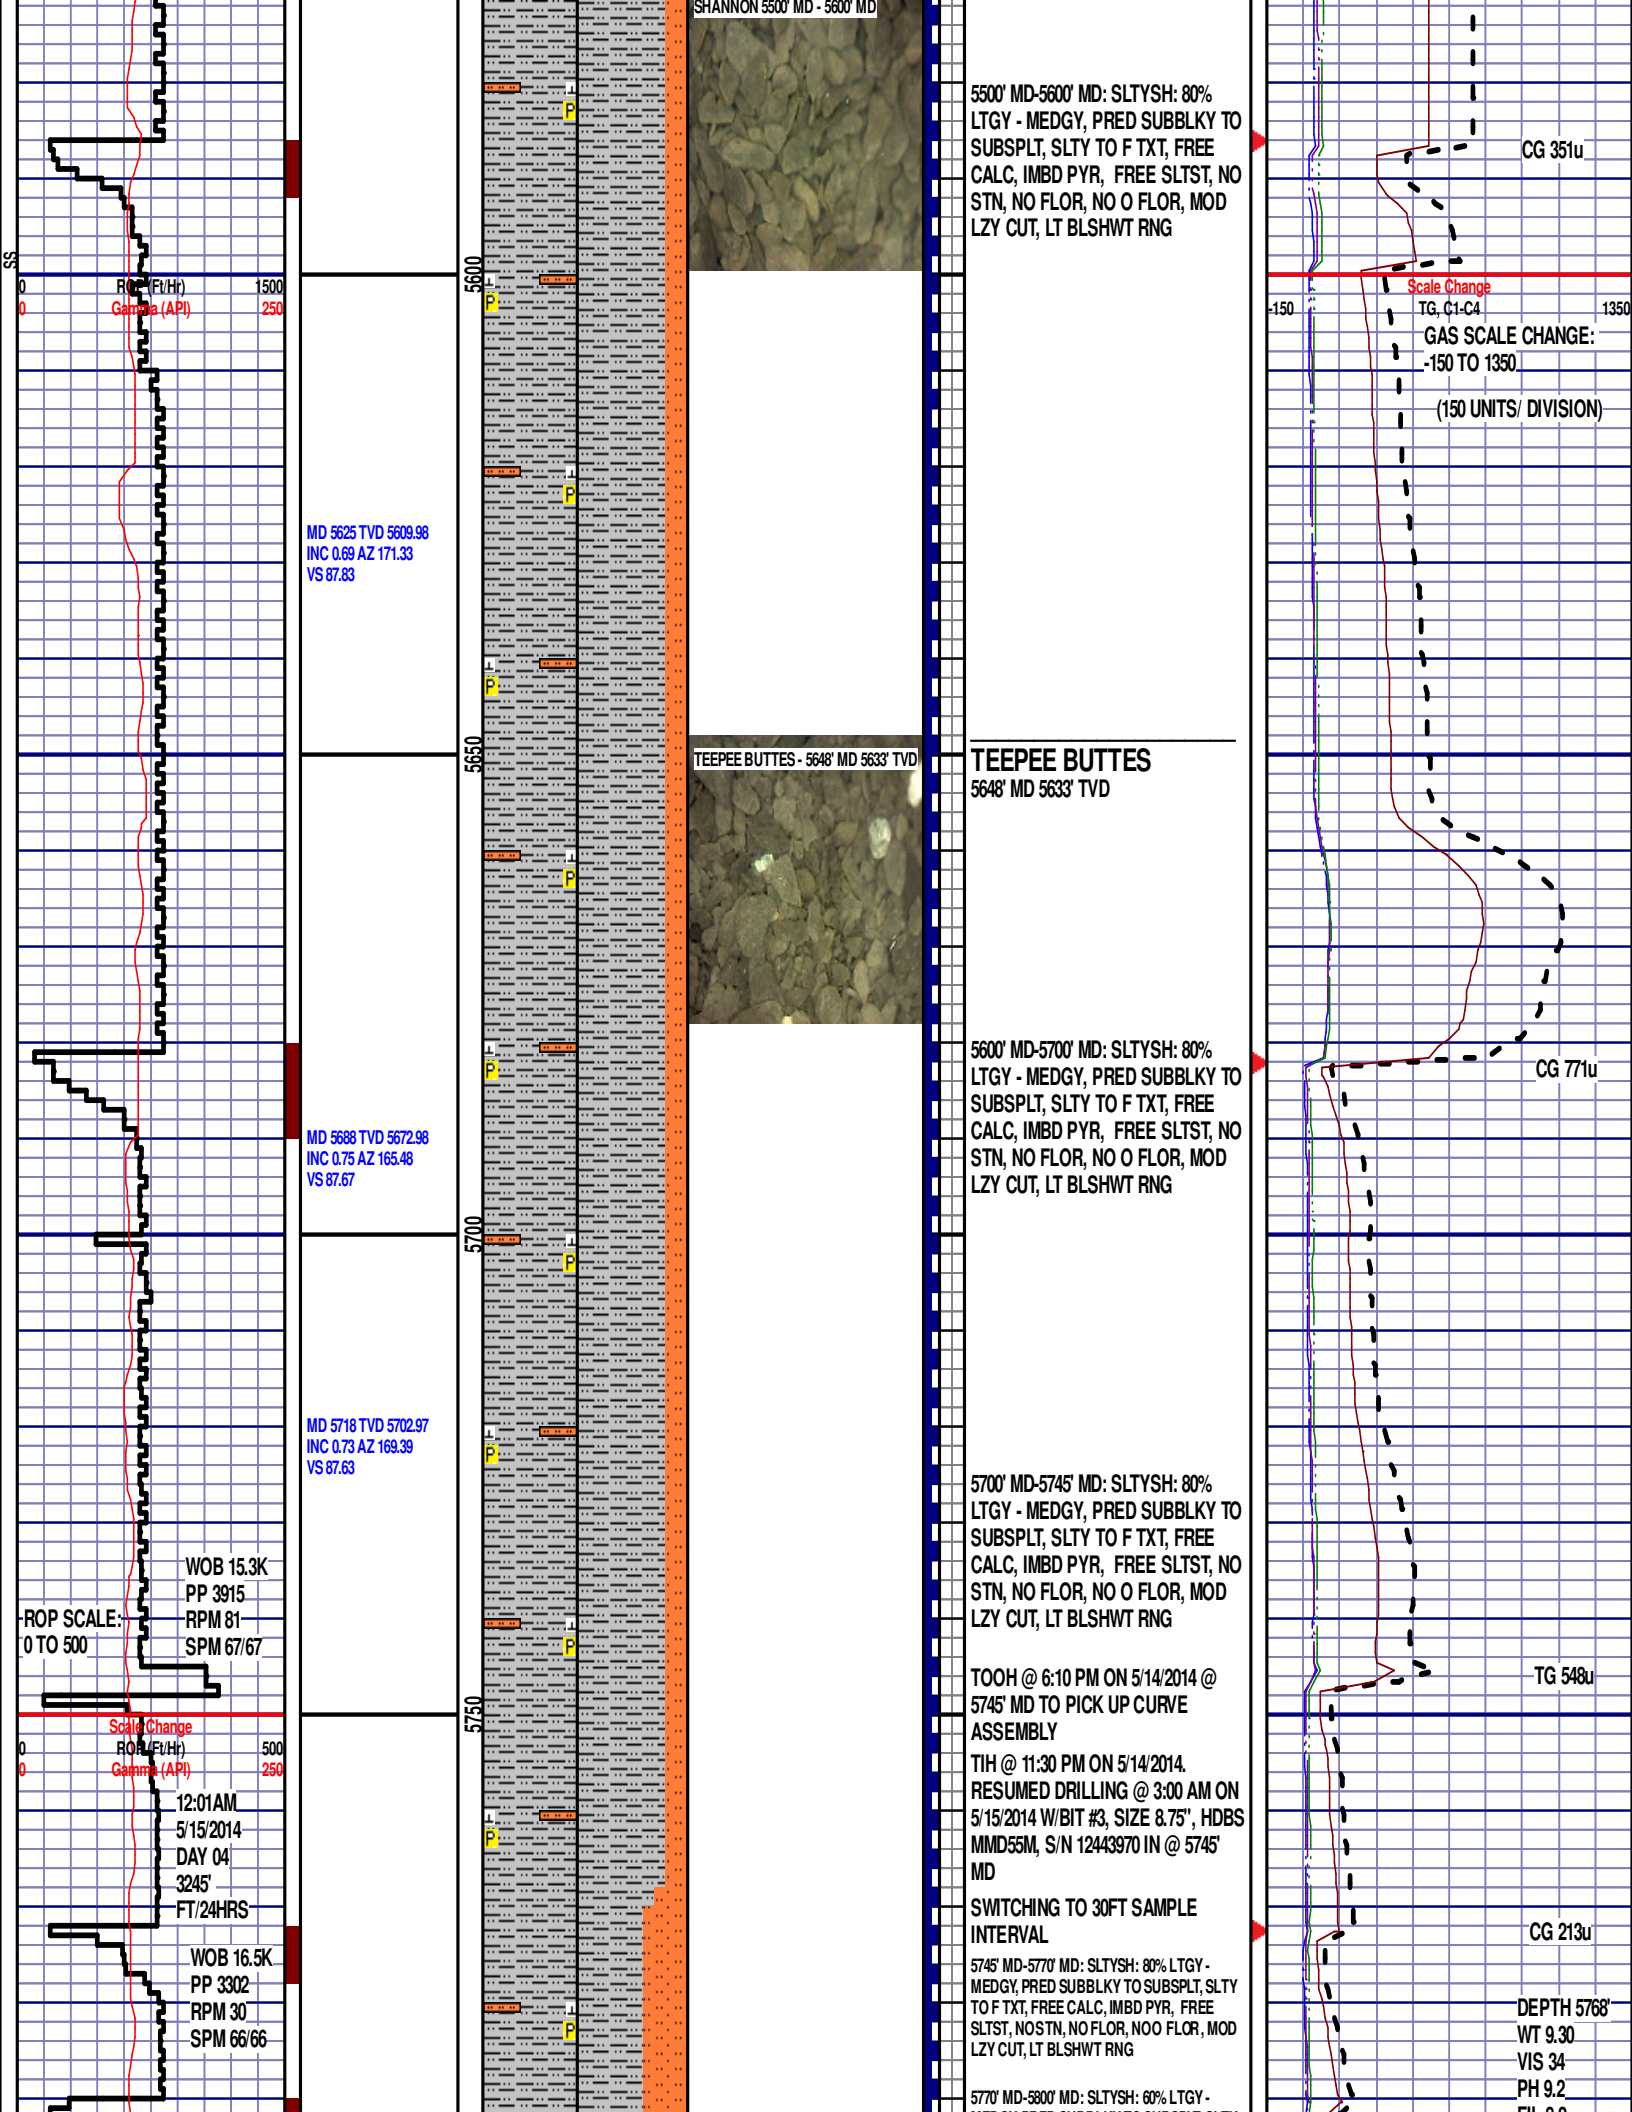 SS
0 ROP (Ft/Hr) 1500
0 Gamma (API) 250
WOB 15.3K
PP 3915
RPM 81
SPM 67/67
ROP SCALE:
0 TO 500
Scale Change
0 ROP (Ft/Hr) 500
0 Gamma (API) 250
12:01AM
5/15/2014
DAY 04
3245'
FT/24HRS
WOB 16.5K
PP 3302
RPM 30
SPM 66/66
MD 5625 TVD 5609.98
INC 0.69 AZ 171.33
VS 87.83
MD 5688 TVD 5672.98
INC 0.75 AZ 165.48
VS 87.67
MD 5718 TVD 5702.97
INC 0.73 AZ 169.39
VS 87.63
5600
5650
5700
5750
P
P
P
P
P
P
P
P
P
P
P
SHANNON 5500' MD - 5600' MD
TEEPEE BUTTES - 5648' MD 5633' TVD
5500' MD-5600' MD: SLTYSH: 80%
LTGY - MEDGY, PRED SUBBLKY TO
SUBSPLT, SLTY TO F TXT, FREE
CALC, IMBD PYR, FREE SLTST, NO
STN, NO FLOR, NO O FLOR, MOD
LZY CUT, LT BLSHWT RNG
TEEPEE BUTTES
5648' MD 5633' TVD
5600' MD-5700' MD: SLTYSH: 80%
LTGY - MEDGY, PRED SUBBLKY TO
SUBSPLT, SLTY TO F TXT, FREE
CALC, IMBD PYR, FREE SLTST, NO
STN, NO FLOR, NO O FLOR, MOD
LZY CUT, LT BLSHWT RNG
5700' MD-5745' MD: SLTYSH: 80%
LTGY - MEDGY, PRED SUBBLKY TO
SUBSPLT, SLTY TO F TXT, FREE
CALC, IMBD PYR, FREE SLTST, NO
STN, NO FLOR, NO O FLOR, MOD
LZY CUT, LT BLSHWT RNG
TOOH @ 6:10 PM ON 5/14/2014 @
5745' MD TO PICK UP CURVE
ASSEMBLY
TIH @ 11:30 PM ON 5/14/2014.
RESUMED DRILLING @ 3:00 AM ON
5/15/2014 W/BIT #3, SIZE 8.75", HDBS
MMD55M, S/N 12443970 IN @ 5745'
MD
SWITCHING TO 30FT SAMPLE
INTERVAL
5745' MD-5770' MD: SLTYSH: 80% LTGY -
MEDGY, PRED SUBBLKY TO SUBSPLT, SLTY
TO F TXT, FREE CALC, IMBD PYR, FREE
SLTST, NOSTN, NO FLOR, NOO FLOR, MOD
LZY CUT, LT BLSHWT RNG
5770' MD-5800' MD: SLTYSH: 60% LTGY -
CG 351u
Scale Change
-150 TG, C1-C4 1350
GAS SCALE CHANGE:
-150 TO 1350
(150 UNITS/ DIVISION)
CG 771u
TG 548u
CG 213u
DEPTH 5768'
WT 9.30
VIS 34
PH 9.2